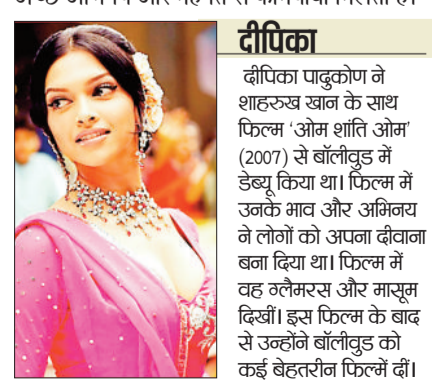 दीपिका
दीपिका पादुकोण ने
शाहरुख खान के साथ
फिल्म ‘ओम शांति ओम’
(2007) से बॉलीवुड में
डेब्यू किया था। फिल्म में
उनके भाव और अभिनय
ने लोगों को अपना दीवाना
बना दिया था। फिल्म में
वह ग्लैमरस और मासूम
दिखीं। इस फिल्म के बाद
से उन्होंने बॉलीवुड को
कई बेहतरीन फिल्में दीं।